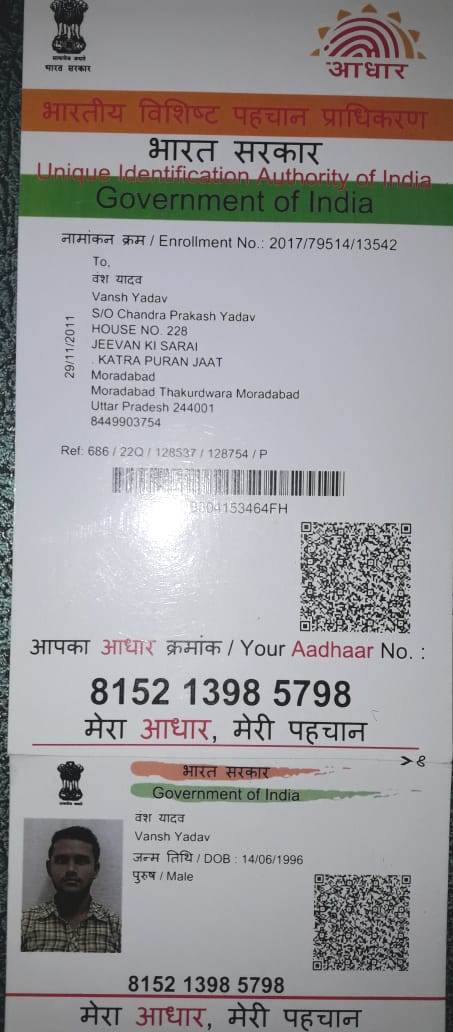 भारत सरकार
आधार
भारतीय विशिष्ट पहचान प्राधिकरण
भारत सरकार
Unique Identification Authority of India
Government of India
नामांकन क्रम / Enrollment No.: 2017/79514/13542
To,
वंश यादव
Vansh Yadav
S/O Chandra Prakash Yadav
HOUSE NO. 228
JEEVAN KI SARAI
. KATRA PURAN JAAT
Moradabad
Moradabad Thakurdwara Moradabad
Uttar Pradesh 244001
8449903754
29/11/2011
Ref: 686 / 22Q / 128537 / 128754 / P
आपका आधार क्रमांक / Your Aadhaar No. :
8152 1398 5798
मेरा आधार, मेरी पहचान
भारत सरकार
Government of India
वंश यादव
Vansh Yadav
जन्म तिथि / DOB : 14/06/1996
पुरुष / Male
8152 1398 5798
मेरा आधार, मेरी पहचान